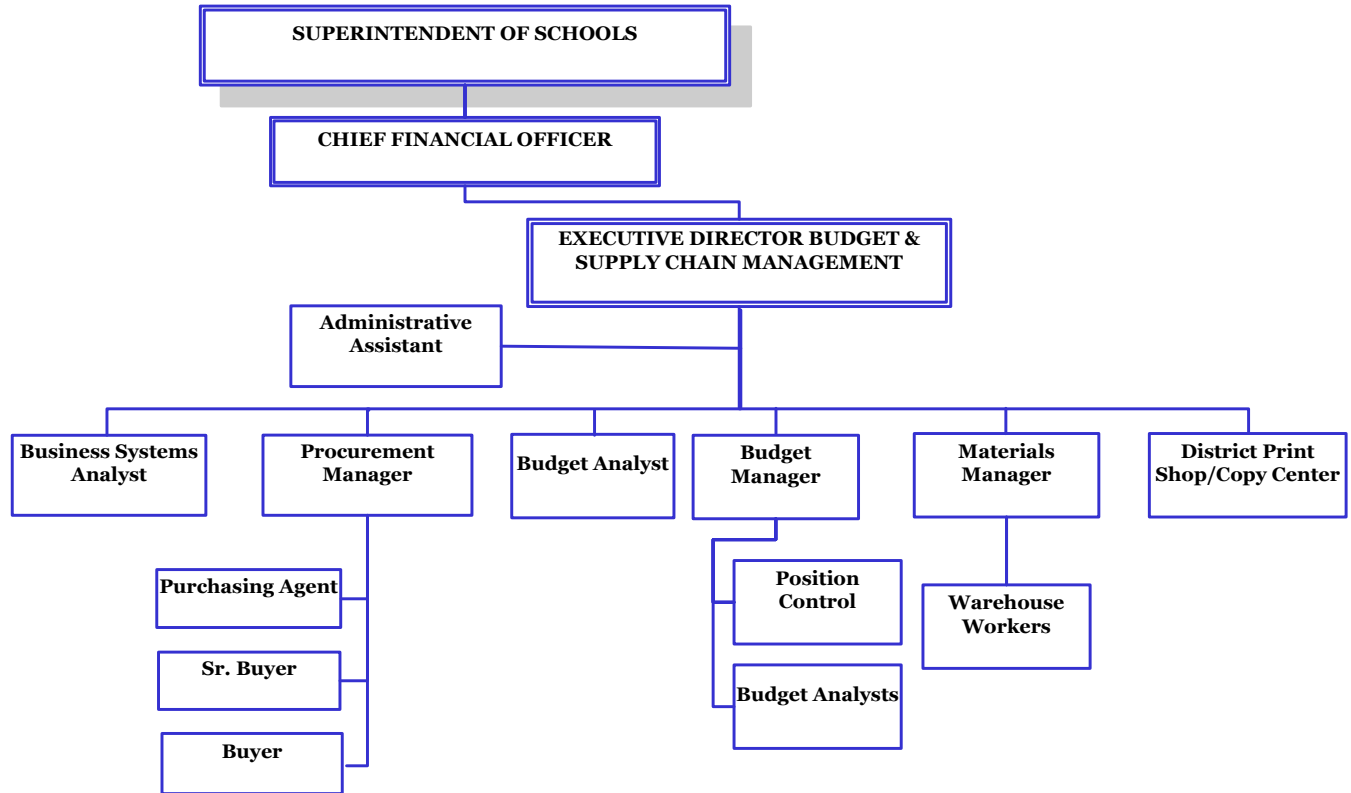 SUPERINTENDENT OF SCHOOLS
CHIEF FINANCIAL OFFICER
EXECUTIVE DIRECTOR BUDGET &
SUPPLY CHAIN MANAGEMENT
Administrative
Assistant
Business Systems
Analyst
Procurement
Manager
Budget Analyst
Budget
Manager
Materials
Manager
District Print
Shop/Copy Center
Purchasing Agent
Sr. Buyer
Buyer
Position
Control
Budget Analysts
Warehouse
Workers